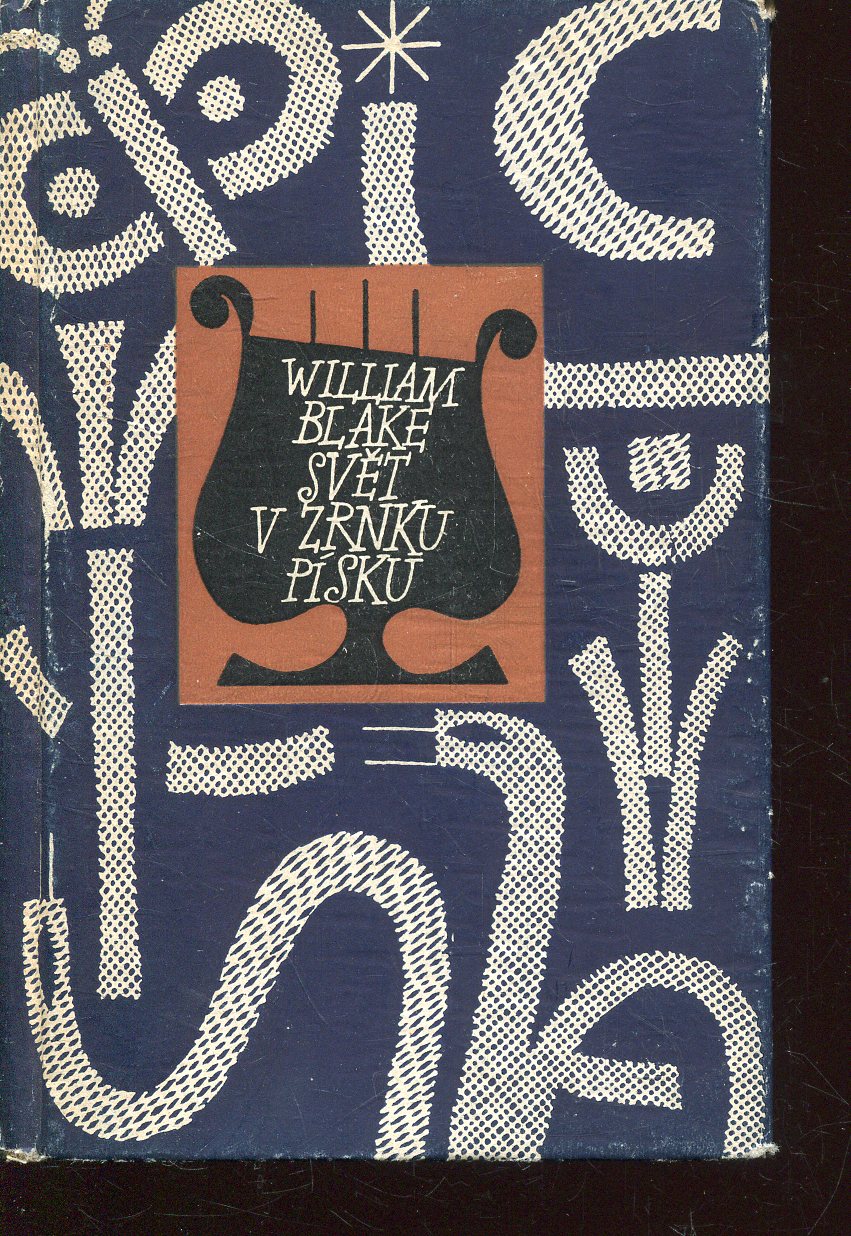 WILLIAM
BLAKE
SVĚT
V ZRNKU
PÍSKU